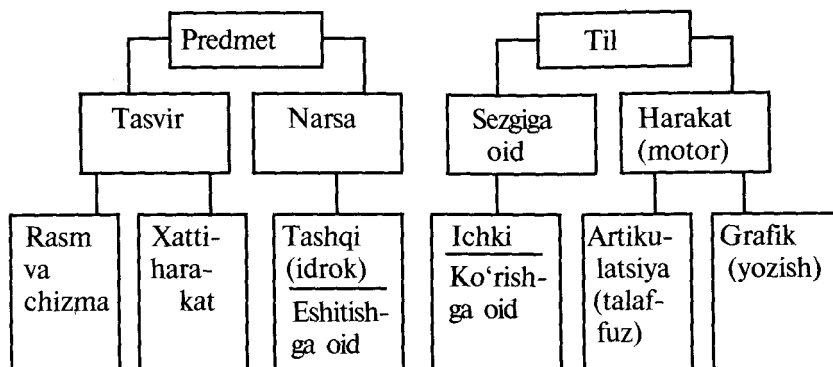 Predmet
Til
Tasvir
Narsa
Sezgiga
oid
Harakat
(motor)
Rasm
va
chizma
Xatti-
hara-
kat
Tashqi
(idrok)
Eshitish-
ga oid
Ichki
Ko‘rish-
ga oid
Artiku-
latsiya
(talaf-
fuz)
Grafik
(yozish)